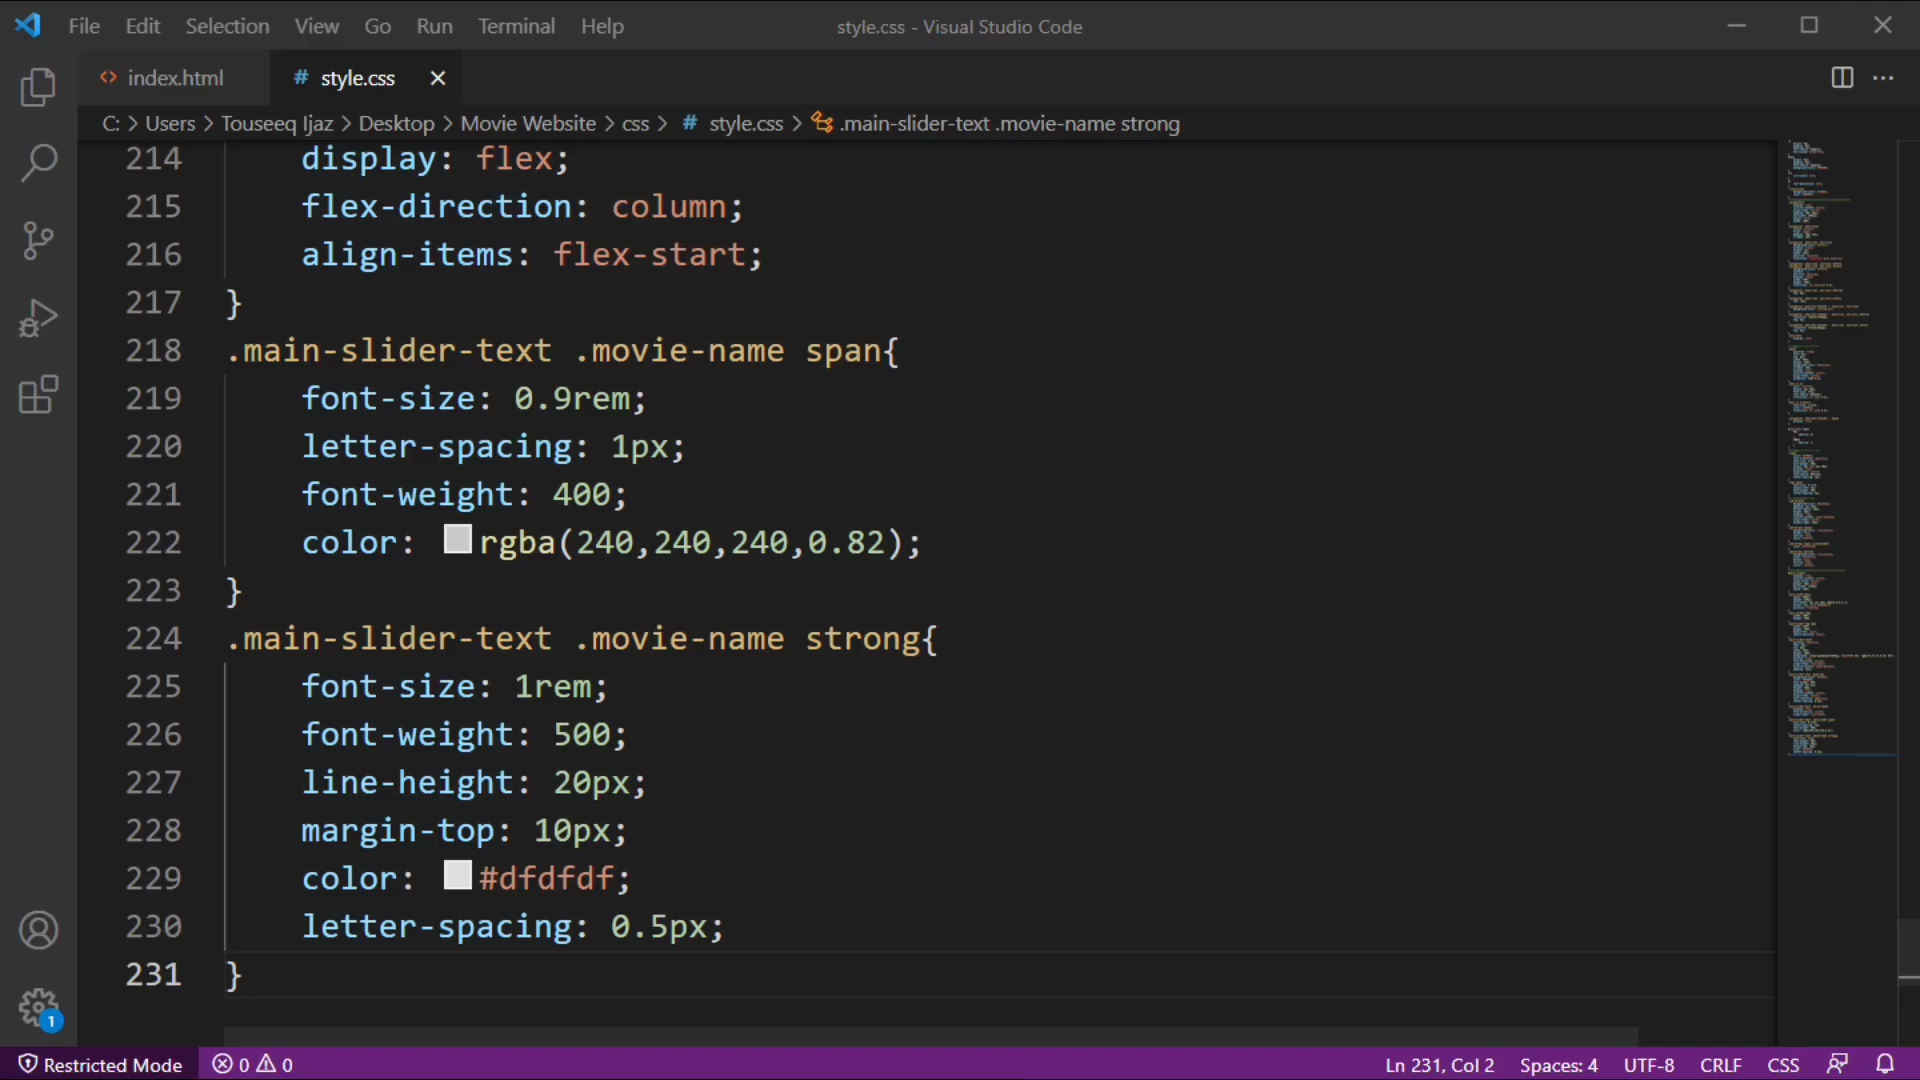 File Edit Selection View Go Run Terminal Help style.css - Visual Studio Code
<> index.html # style.css
C: > Users > Touseeq Ijaz > Desktop > Movie Website > css > # style.css > .main-slider-text .movie-name strong
214 display: flex;
215 flex-direction: column;
216 align-items: flex-start;
217 }
218 .main-slider-text .movie-name span{
219 font-size: 0.9rem;
220 letter-spacing: 1px;
221 font-weight: 400;
222 color: rgba(240,240,240,0.82);
223 }
224 .main-slider-text .movie-name strong{
225 font-size: 1rem;
226 font-weight: 500;
227 line-height: 20px;
228 margin-top: 10px;
229 color: #dfdfdf;
230 letter-spacing: 0.5px;
231 }
1
Restricted Mode 0 0 Ln 231, Col 2 Spaces: 4 UTF-8 CRLF CSS